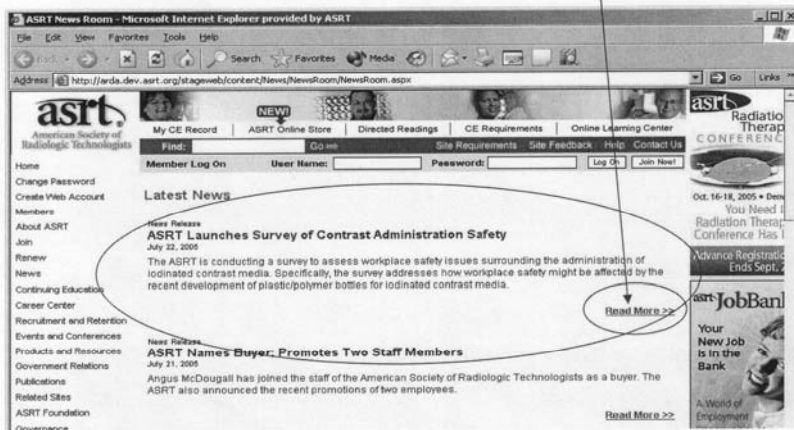 ASRT News Room - Microsoft Internet Explorer provided by ASRT
File Edit View Favorites Tools Help
Back Search Favorites Media
Address http://arda.dev.asrt.org/stageweb/content/News/NewsRoom/NewsRoom.aspx Go Links »
asrt
American Society of
Radiologic Technologists
NEW!
My CE Record | ASRT Online Store | Directed Readings | CE Requirements | Online Learning Center
Find: Go Site Requirements Site Feedback Help Contact Us
Member Log On User Name: Password: Log On Join Now!
Home
Change Password
Create Web Account
Members
About ASRT
Join
Renew
News
Continuing Education
Career Center
Recruitment and Retention
Events and Conferences
Products and Resources
Government Relations
Publications
Related Sites
ASRT Foundation
Governance
Latest News
News Release
ASRT Launches Survey of Contrast Administration Safety
July 22, 2005
The ASRT is conducting a survey to assess workplace safety issues surrounding the administration of
iodinated contrast media. Specifically, the survey addresses how workplace safety might be affected by the
recent development of plastic/polymer bottles for iodinated contrast media.
Read More >>
News Release
ASRT Names Buyer; Promotes Two Staff Members
July 21, 2005
Angus McDougall has joined the staff of the American Society of Radiologic Technologists as a buyer. The
ASRT also announced the recent promotions of two employees.
Read More >>
asrt
Radiatio
Therap
CONFERENC
Oct. 16-18, 2005 • Denv
You Need
Radiation Therap
Conference Has
Advance Registratio
Ends Sept. 2
asrt JobBan
Your
New Job
Is in the
Bank
A World of
Employment